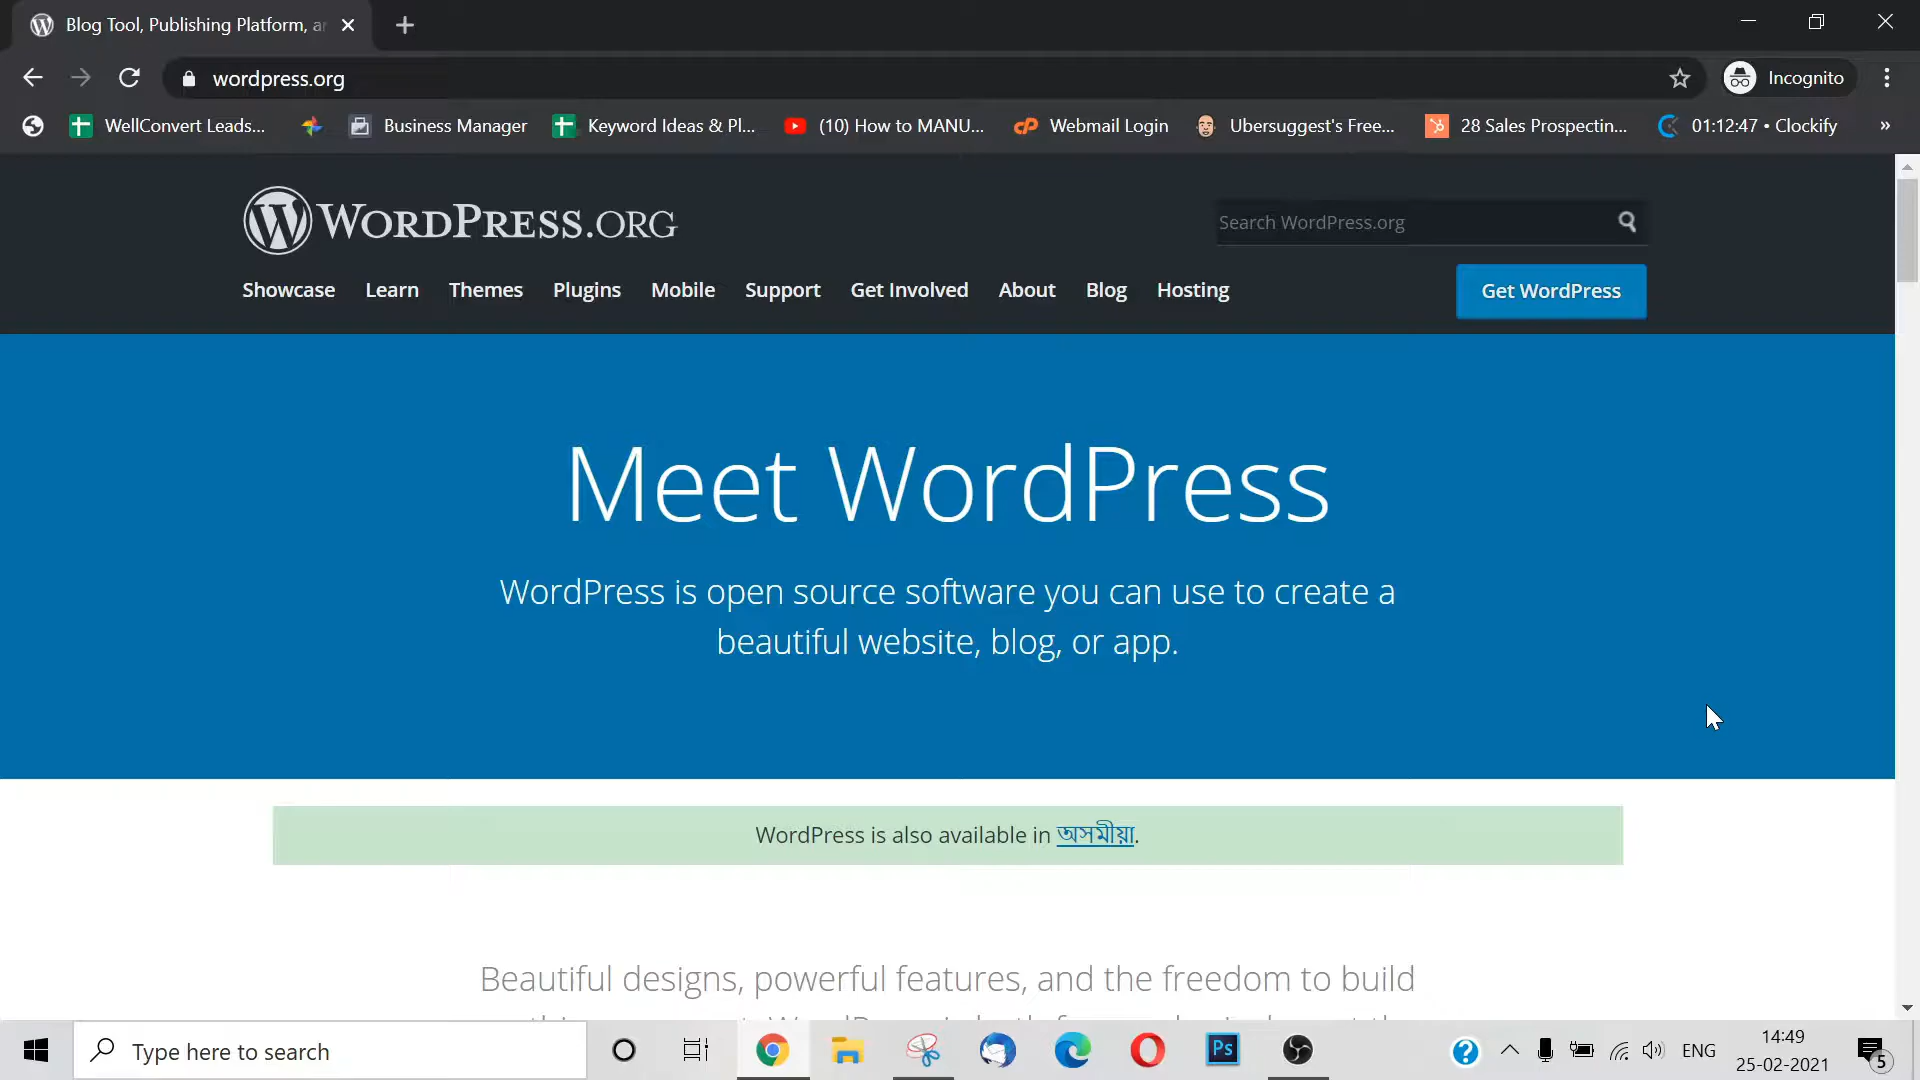 Blog Tool, Publishing Platform, a
wordpress.org
Incognito
WellConvert Leads...
Business Manager
Keyword Ideas & Pl...
(10) How to MANU...
Webmail Login
Ubersuggest's Free...
28 Sales Prospectin...
01:12:47 • Clockify
»
WORDPRESS.ORG
Search WordPress.org
Showcase
Learn
Themes
Plugins
Mobile
Support
Get Involved
About
Blog
Hosting
Get WordPress
Meet WordPress
WordPress is open source software you can use to create a
beautiful website, blog, or app.
WordPress is also available in অসমীয়া.
Beautiful designs, powerful features, and the freedom to build
Type here to search
Ps
ENG
14:49
25-02-2021
5